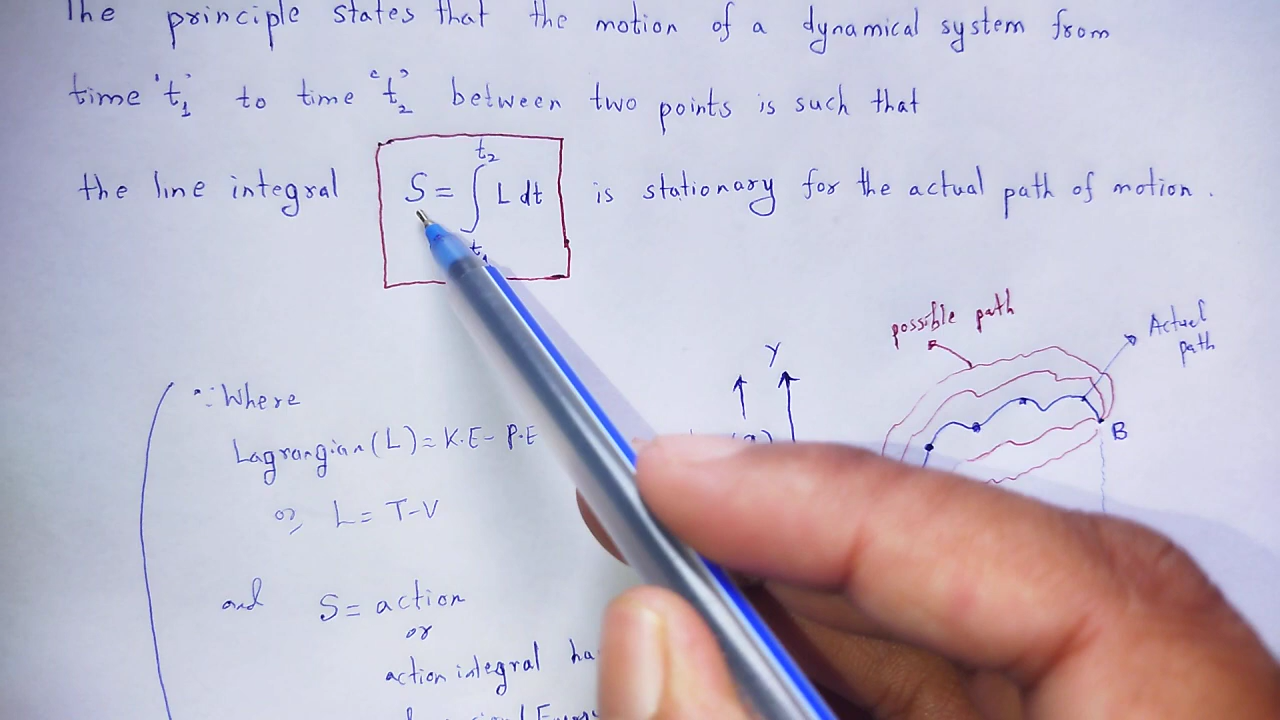 The principle states that the motion of a dynamical system from
time 't₁' to time 't₂' between two points is such that
the line integral S = ∫ t₁ t₂ L dt is stationary for the actual path of motion.
possible path
Actual path
Y
B
∵ Where
Lagrangian (L) = K.E - P.E
or, L = T-V
and S = action
or
action integral